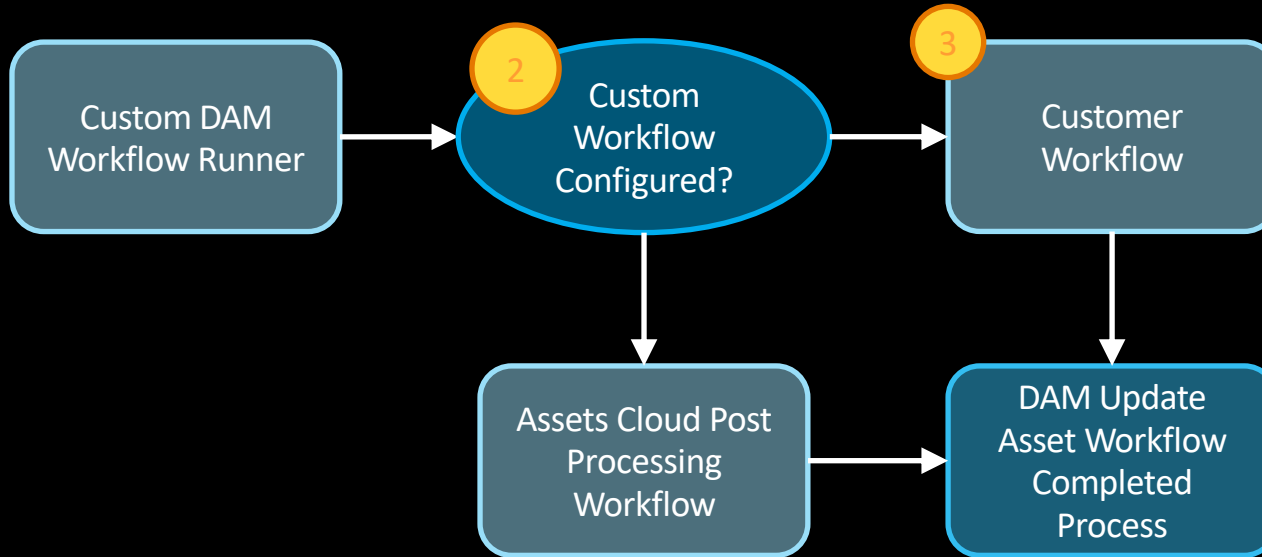 Custom DAM
Workflow Runner
2
Custom
Workflow
Configured?
3
Customer
Workflow
Assets Cloud Post
Processing
Workflow
DAM Update
Asset Workflow
Completed
Process